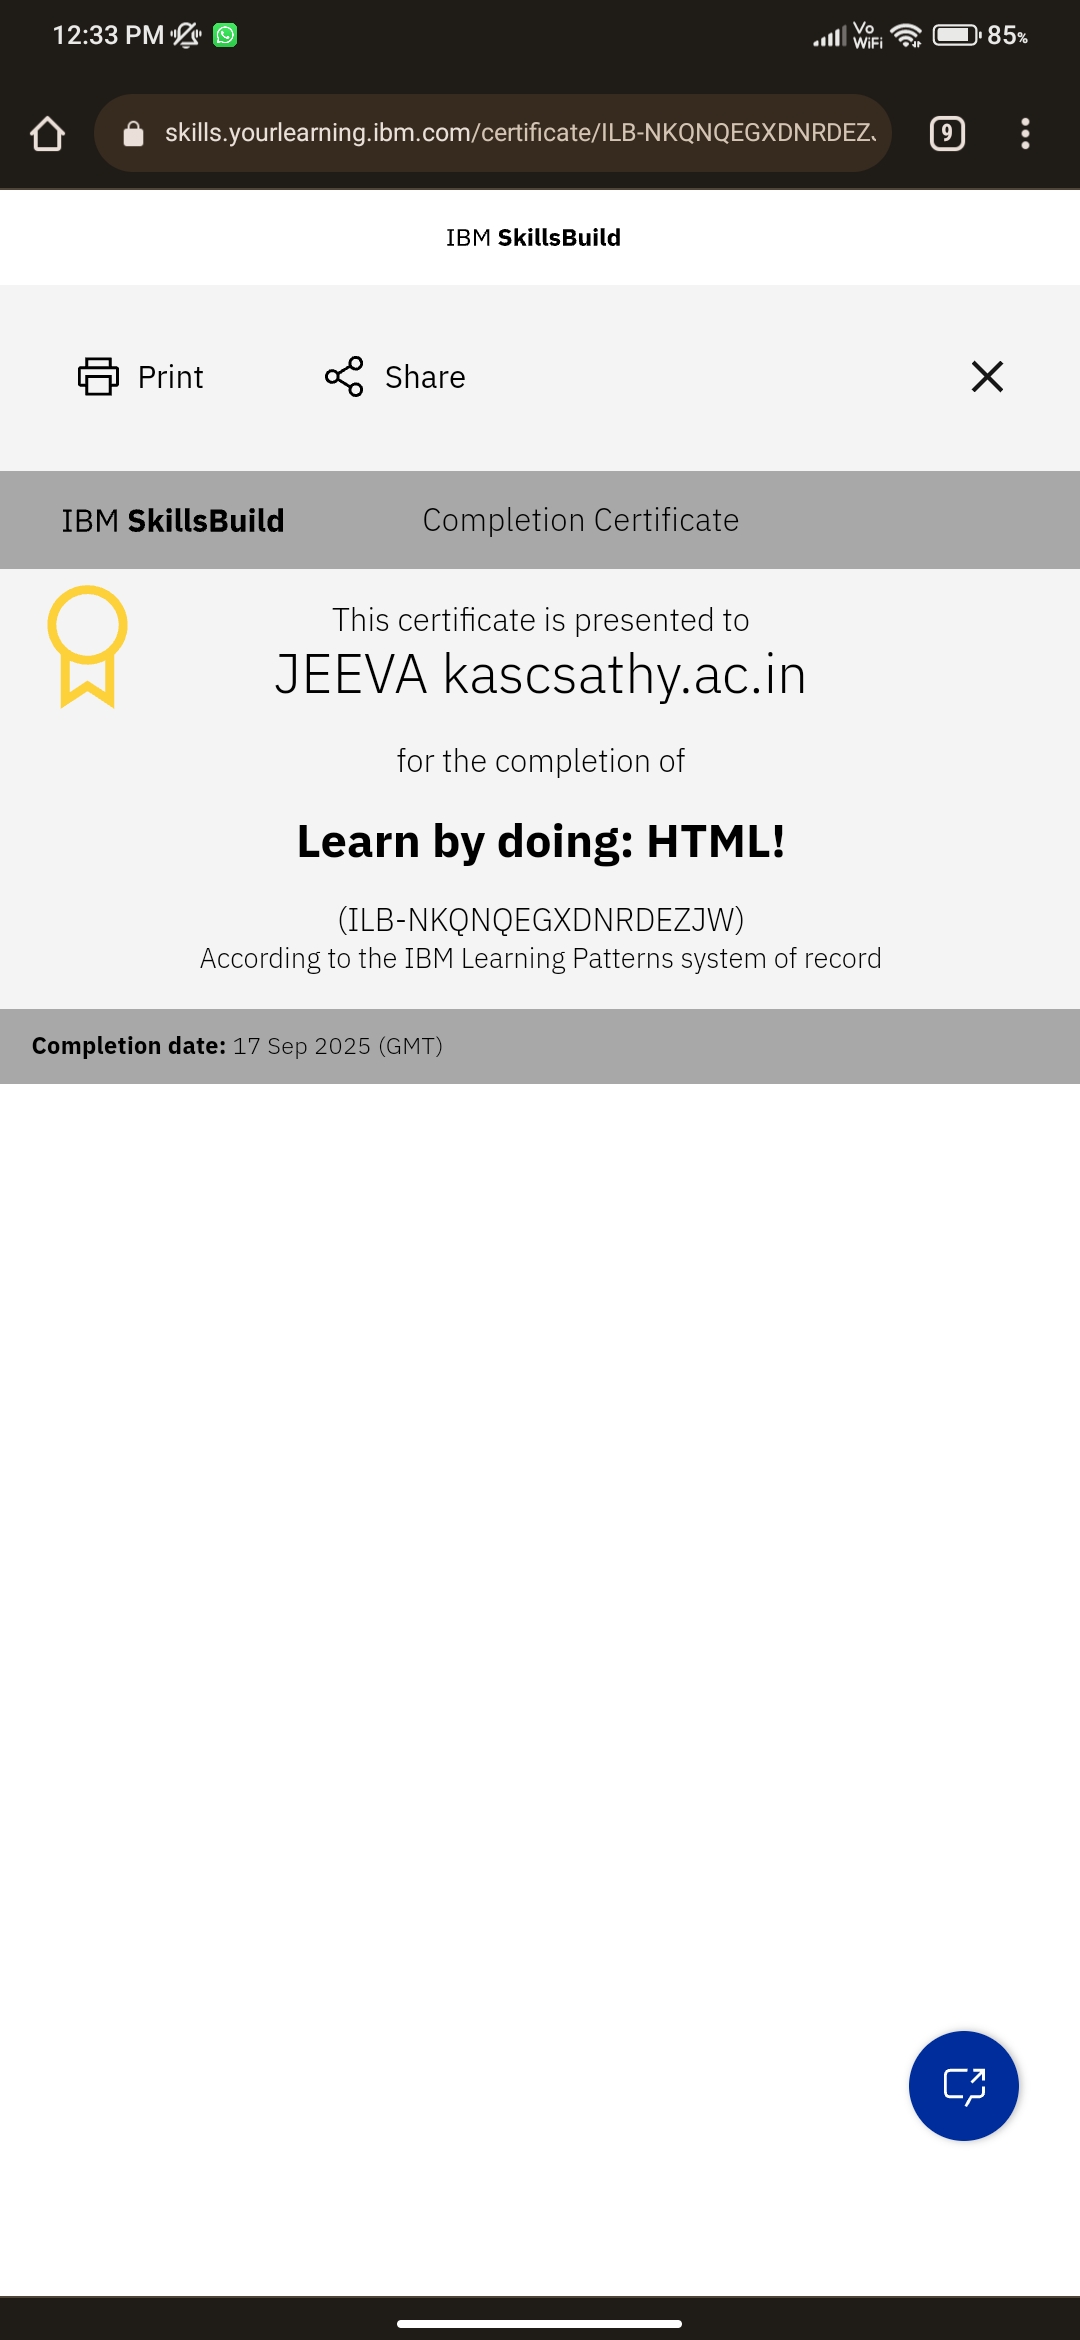 12:33 PM
Vo WiFi
85%
skills.yourlearning.ibm.com/certificate/ILB-NKQNQEGXDNRDEZ
9
IBM SkillsBuild
Print
Share
IBM SkillsBuild
Completion Certificate
This certificate is presented to
JEEVA kascsathy.ac.in
for the completion of
Learn by doing: HTML!
(ILB-NKQNQEGXDNRDEZJW)
According to the IBM Learning Patterns system of record
Completion date: 17 Sep 2025 (GMT)